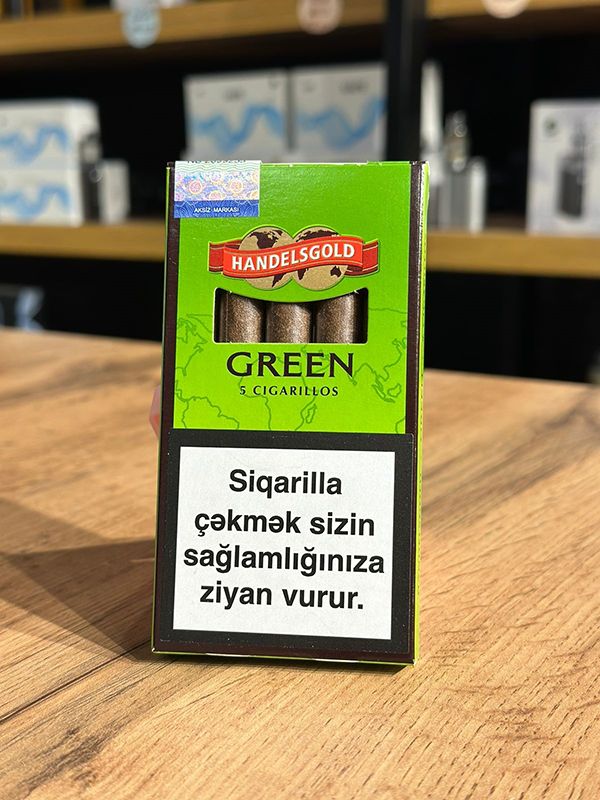 AKSİZ MARKASI
HANDELSGOLD
GREEN
5 CIGARILLOS
Siqarilla
çəkmək sizin
sağlamlığınıza
ziyan vurur.